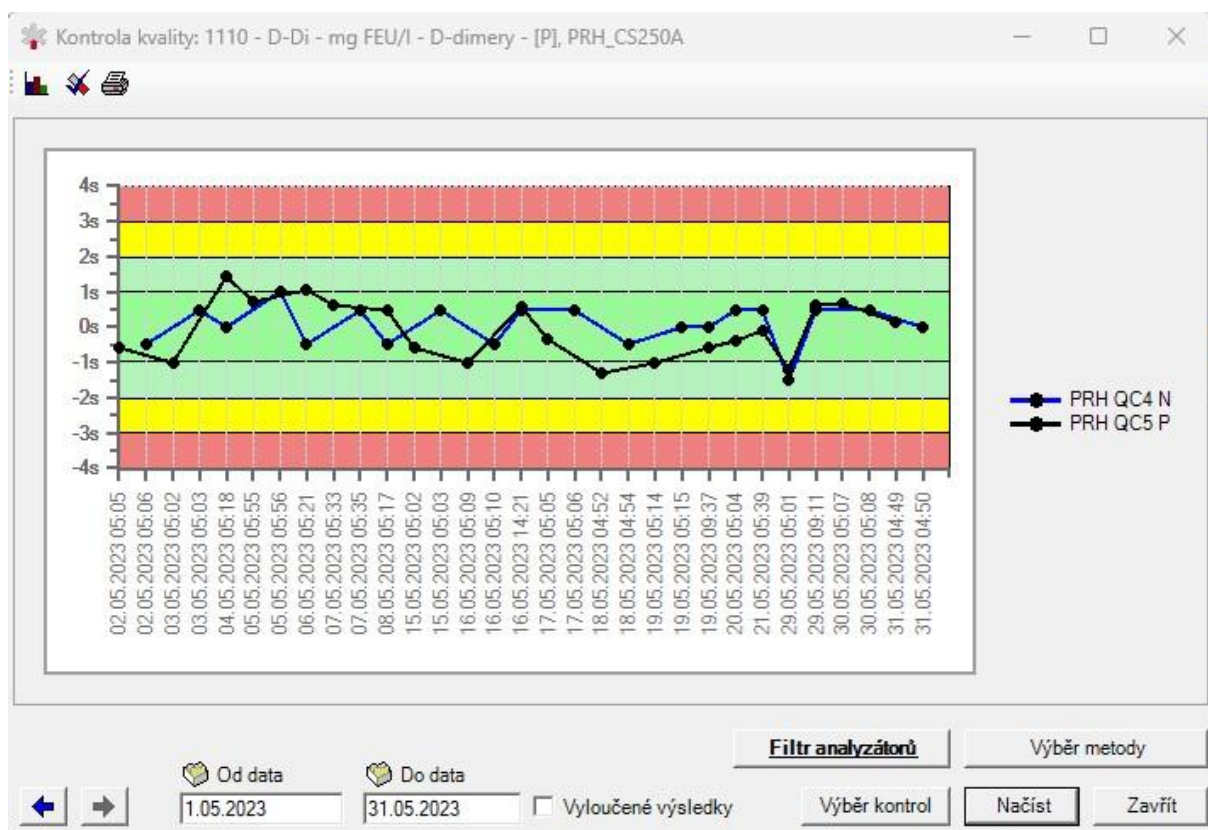 Kontrola kvality: 1110 - D-Di - mg FEU/l - D-dimery - [P], PRH_CS250A
4s
3s
2s
1s
0s
-1s
-2s
-3s
-4s
02.05.2023 05:05
02.05.2023 05:06
03.05.2023 05:02
03.05.2023 05:03
04.05.2023 05:18
05.05.2023 05:55
05.05.2023 05:56
06.05.2023 05:21
07.05.2023 05:33
07.05.2023 05:35
08.05.2023 05:17
15.05.2023 05:02
15.05.2023 05:03
16.05.2023 05:09
16.05.2023 05:10
16.05.2023 14:21
17.05.2023 05:05
17.05.2023 05:06
18.05.2023 04:52
18.05.2023 04:54
19.05.2023 05:14
19.05.2023 05:15
19.05.2023 09:37
20.05.2023 05:04
21.05.2023 05:39
29.05.2023 05:01
29.05.2023 09:11
30.05.2023 05:07
30.05.2023 05:08
31.05.2023 04:49
31.05.2023 04:50
PRH QC4 N
PRH QC5 P
Filtr analyzátorů
Výběr metody
Od data
Do data
1.05.2023
31.05.2023
Vyloučené výsledky
Výběr kontrol
Načíst
Zavřít